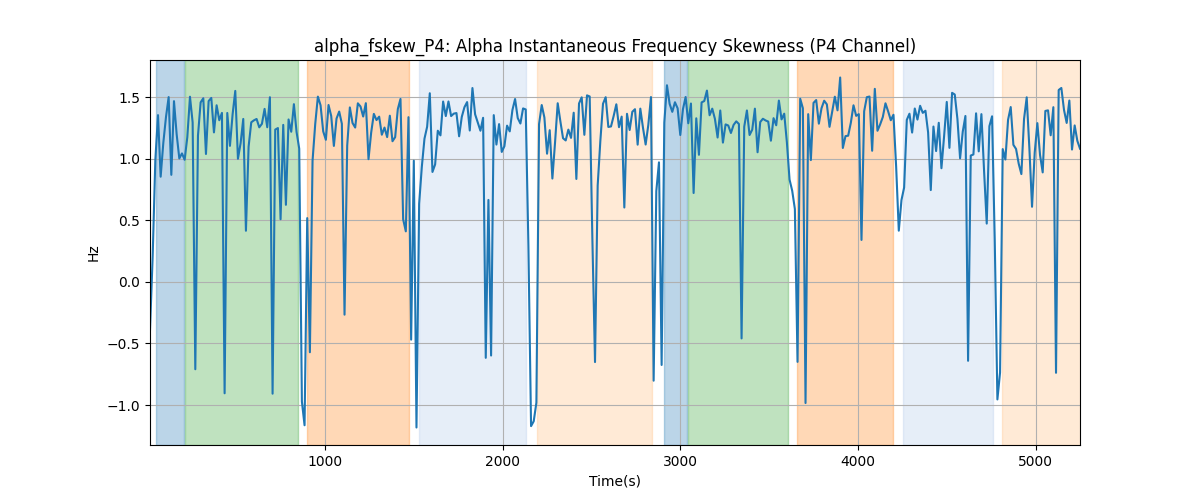 alpha_fskew_P4: Alpha Instantaneous Frequency Skewness (P4 Channel)
1.5
1.0
0.5
0.0
−0.5
−1.0
Hz
1000 2000 3000 4000 5000
Time(s)